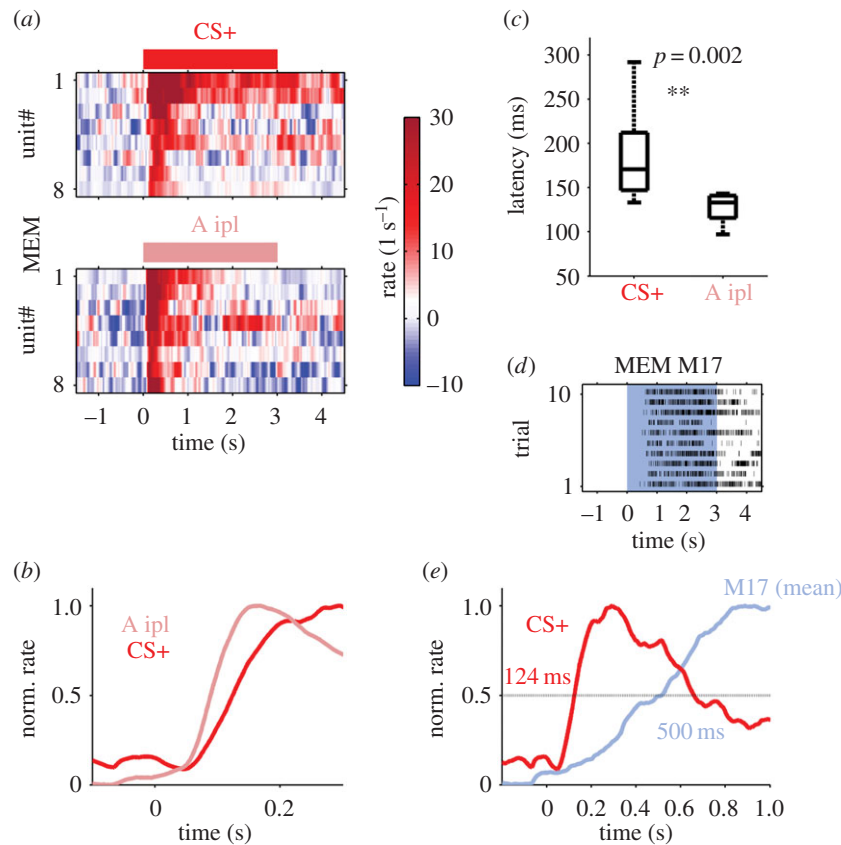 (a)
CS+
1
unit#
8
MEM
A ipl
1
unit#
8
–1 0 1 2 3 4
time (s)
30
20
10
0
–10
rate (1 s–1)
(c)
300
250
200
150
100
50
latency (ms)
p = 0.002
**
CS+ A ipl
(d)
MEM M17
10
trial
1
–1 0 1 2 3 4
time (s)
(b)
1.0
0.5
0
norm. rate
A ipl
CS+
0 0.2
time (s)
(e)
M17 (mean)
1.0
CS+
124 ms
0.5
500 ms
0
norm. rate
0 0.2 0.4 0.6 0.8 1.0
time (s)